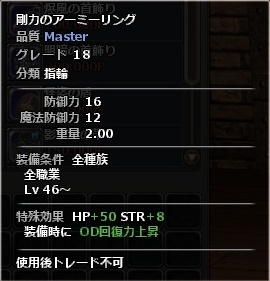 剛力のアーミーリング
品質 Master
グレード 18
分類 指輪
防御力 16
魔法防御力 12
重量 2.00
装備条件 全種族
全職業
Lv 46～
特殊効果 HP+50 STR+8
装備時に OD回復力上昇
使用後トレード不可